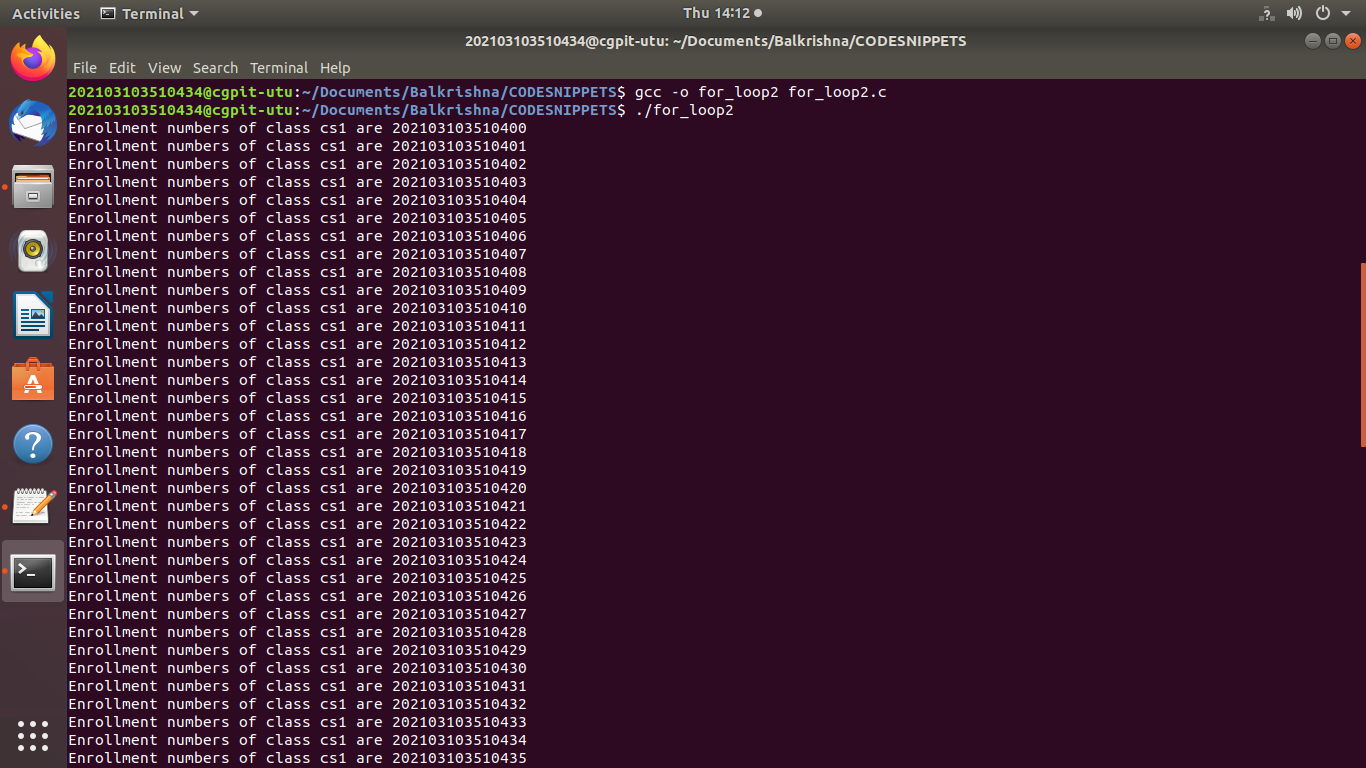 Activities Terminal Thu 14:12
202103103510434@cgpit-utu: ~/Documents/Balkrishna/CODESNIPPETS
File Edit View Search Terminal Help
202103103510434@cgpit-utu:~/Documents/Balkrishna/CODESNIPPETS$ gcc -o for_loop2 for_loop2.c
202103103510434@cgpit-utu:~/Documents/Balkrishna/CODESNIPPETS$ ./for_loop2
Enrollment numbers of class cs1 are 202103103510400
Enrollment numbers of class cs1 are 202103103510401
Enrollment numbers of class cs1 are 202103103510402
Enrollment numbers of class cs1 are 202103103510403
Enrollment numbers of class cs1 are 202103103510404
Enrollment numbers of class cs1 are 202103103510405
Enrollment numbers of class cs1 are 202103103510406
Enrollment numbers of class cs1 are 202103103510407
Enrollment numbers of class cs1 are 202103103510408
Enrollment numbers of class cs1 are 202103103510409
Enrollment numbers of class cs1 are 202103103510410
Enrollment numbers of class cs1 are 202103103510411
Enrollment numbers of class cs1 are 202103103510412
Enrollment numbers of class cs1 are 202103103510413
Enrollment numbers of class cs1 are 202103103510414
Enrollment numbers of class cs1 are 202103103510415
Enrollment numbers of class cs1 are 202103103510416
Enrollment numbers of class cs1 are 202103103510417
Enrollment numbers of class cs1 are 202103103510418
Enrollment numbers of class cs1 are 202103103510419
Enrollment numbers of class cs1 are 202103103510420
Enrollment numbers of class cs1 are 202103103510421
Enrollment numbers of class cs1 are 202103103510422
Enrollment numbers of class cs1 are 202103103510423
Enrollment numbers of class cs1 are 202103103510424
Enrollment numbers of class cs1 are 202103103510425
Enrollment numbers of class cs1 are 202103103510426
Enrollment numbers of class cs1 are 202103103510427
Enrollment numbers of class cs1 are 202103103510428
Enrollment numbers of class cs1 are 202103103510429
Enrollment numbers of class cs1 are 202103103510430
Enrollment numbers of class cs1 are 202103103510431
Enrollment numbers of class cs1 are 202103103510432
Enrollment numbers of class cs1 are 202103103510433
Enrollment numbers of class cs1 are 202103103510434
Enrollment numbers of class cs1 are 202103103510435